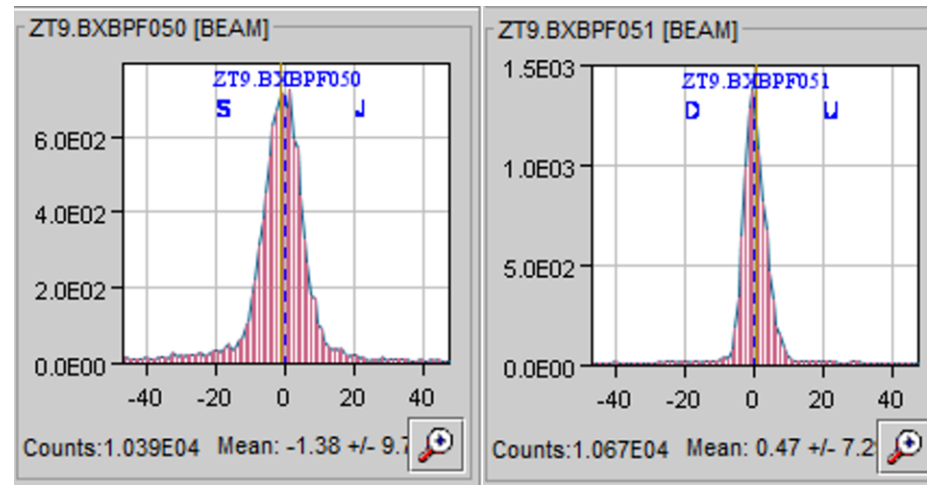 ZT9.BXBPF050 [BEAM]
ZT9.BXBPF050
S J
6.0E02
4.0E02
2.0E02
0.0E00
-40 -20 0 20 40
Counts:1.039E04 Mean: -1.38 +/- 9.7
ZT9.BXBPF051 [BEAM]
1.5E03
ZT9.BXBPF051
D U
1.0E03
5.0E02
0.0E00
-40 -20 0 20 40
Counts:1.067E04 Mean: 0.47 +/- 7.2